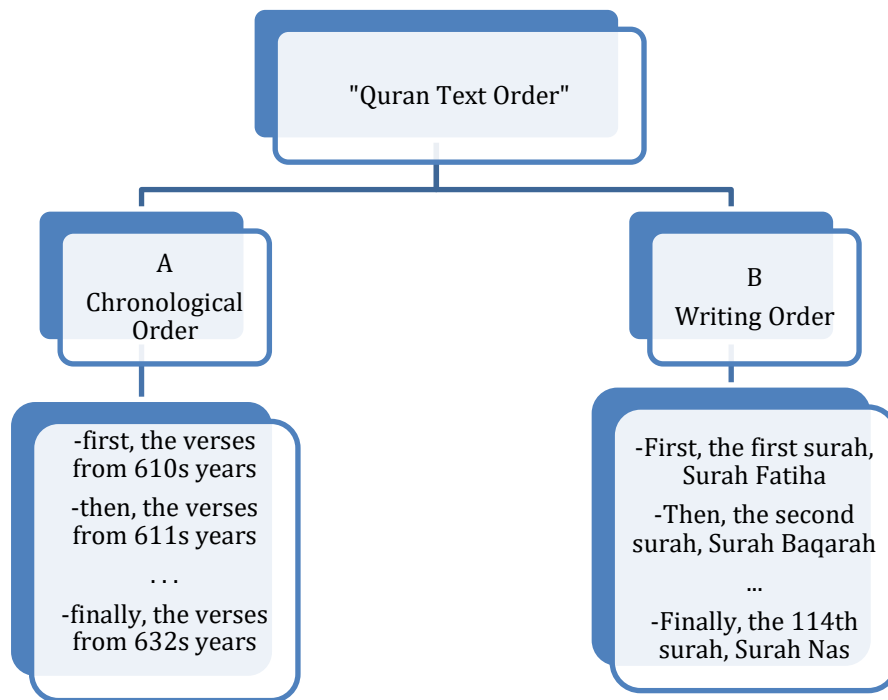 "Quran Text Order"
A
Chronological
Order
-first, the verses
from 610s years
-then, the verses
from 611s years
. . .
-finally, the verses
from 632s years
B
Writing Order
-First, the first surah,
Surah Fatiha
-Then, the second
surah, Surah Baqarah
...
-Finally, the 114th
surah, Surah Nas